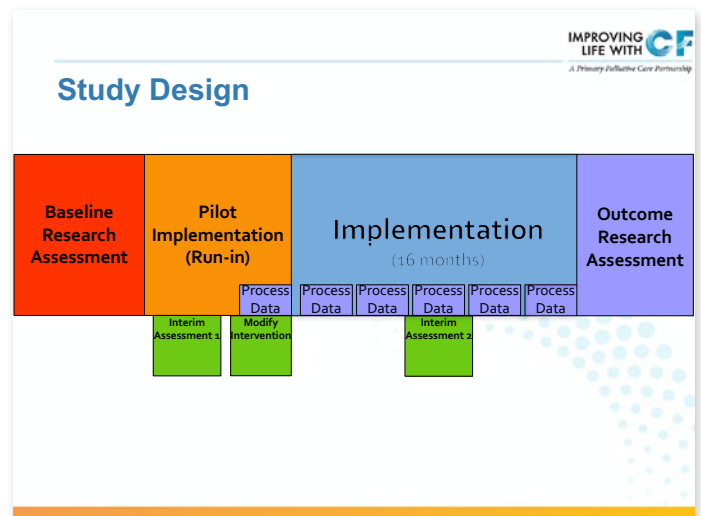 IMPROVING
LIFE WITH CF
A Primary Palliative Care Partnership
Study Design
Baseline
Research
Assessment
Pilot
Implementation
(Run-in)
Implementation
(16 months)
Outcome
Research
Assessment
Process
Data
Process
Data
Process
Data
Process
Data
Process
Data
Process
Data
Interim
Assessment 1
Modify
Intervention
Interim
Assessment 2